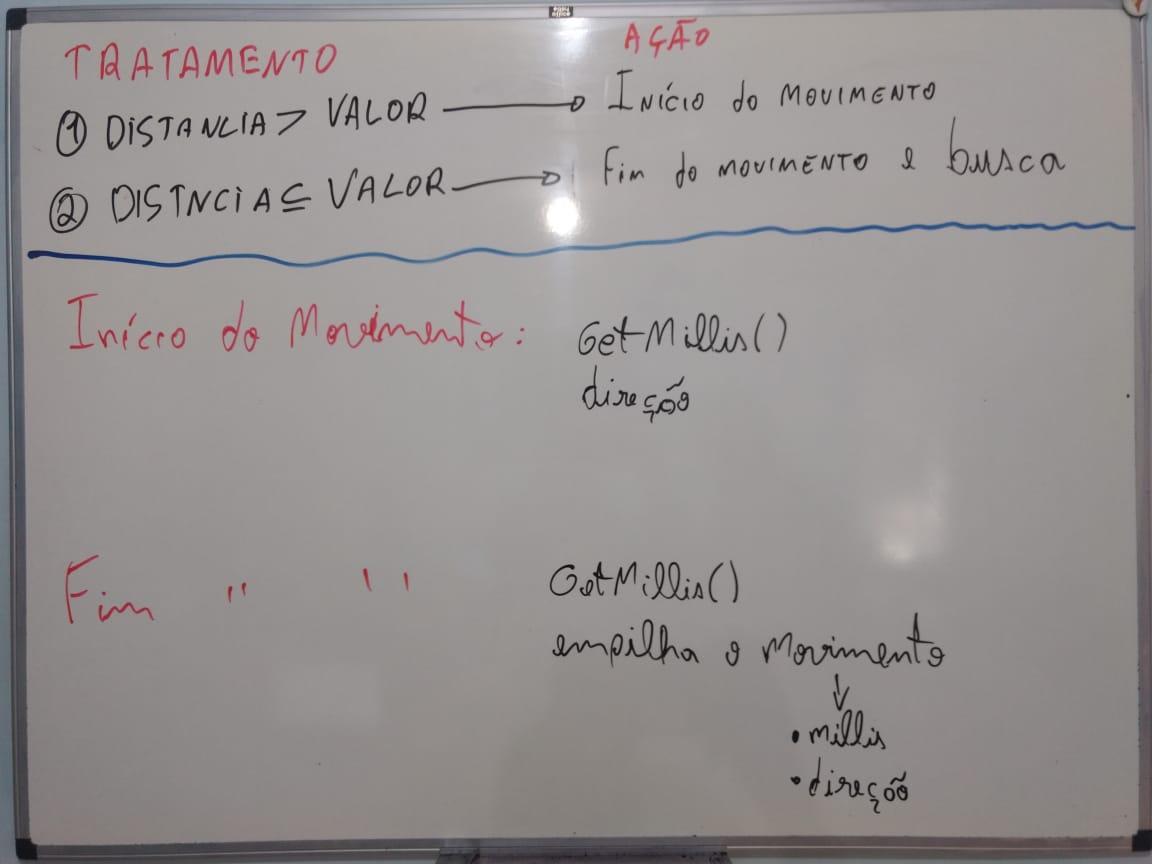 TRATAMENTO
AÇÃO
① DISTANCIA > VALOR → INÍCIO do MOVIMENTO
② DISTNCIA ≤ VALOR → Fim do MOVIMENTO e busca
Início do Movimento: GetMillis()
direção
Fim " " GetMillis()
empilha o Movimento
↓
• millis
• direção